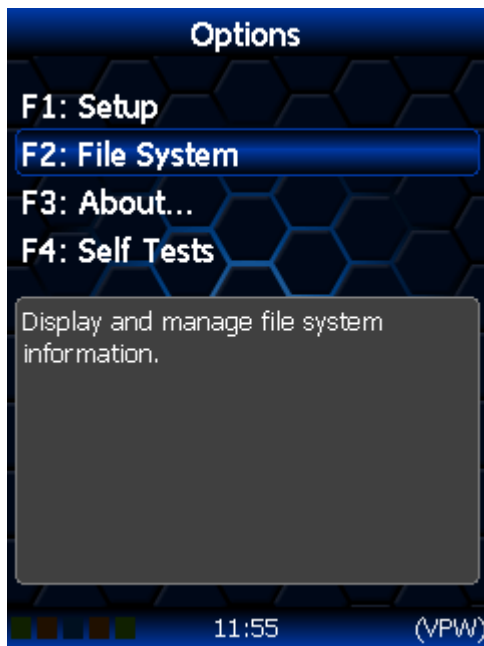 Options
F1: Setup
F2: File System
F3: About...
F4: Self Tests
Display and manage file system
information.
11:55
(VPW)